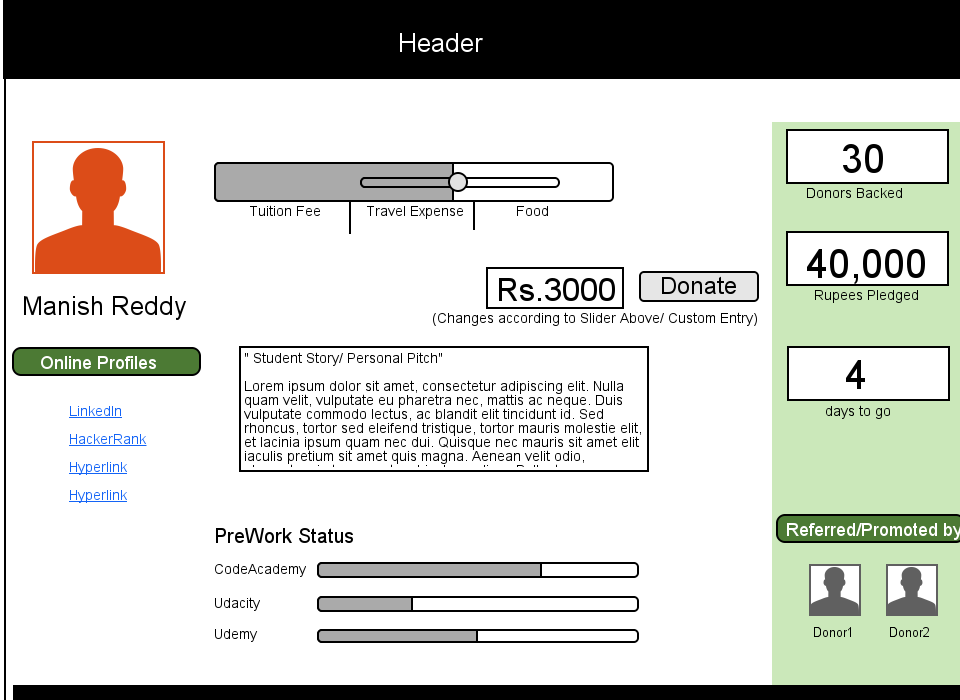 Header
Manish Reddy
Online Profiles
LinkedIn
HackerRank
Hyperlink
Hyperlink
Tuition Fee
Travel Expense
Food
Rs.3000
Donate
(Changes according to Slider Above/ Custom Entry)
" Student Story/ Personal Pitch"
Lorem ipsum dolor sit amet, consectetur adipiscing elit. Nulla
quam velit, vulputate eu pharetra nec, mattis ac neque. Duis
vulputate commodo lectus, ac blandit elit tincidunt id. Sed
rhoncus, tortor sed eleifend tristique, tortor mauris molestie elit,
et lacinia ipsum quam nec dui. Quisque nec mauris sit amet elit
iaculis pretium sit amet quis magna. Aenean velit odio,
PreWork Status
CodeAcademy
Udacity
Udemy
30
Donors Backed
40,000
Rupees Pledged
4
days to go
Referred/Promoted by
Donor1
Donor2